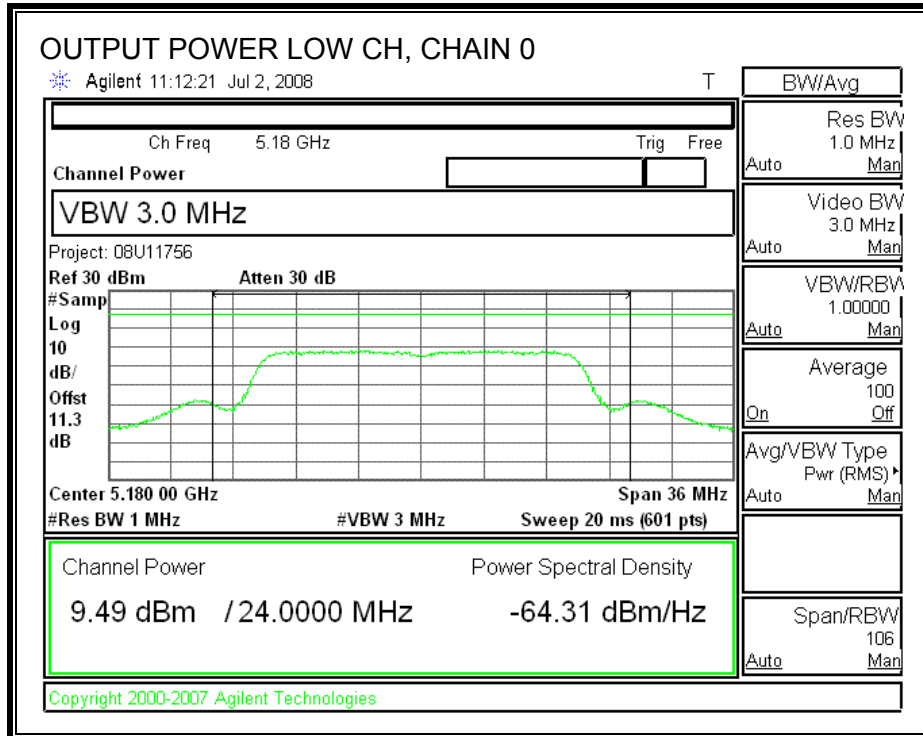 OUTPUT POWER LOW CH, CHAIN 0
Agilent 11:12:21 Jul 2, 2008 T
Ch Freq 5.18 GHz Trig Free
Channel Power
VBW 3.0 MHz
Project: 08U11756
Ref 30 dBm Atten 30 dB
#Samp
Log
10
dB/
Offst
11.3
dB
Center 5.180 00 GHz Span 36 MHz
#Res BW 1 MHz #VBW 3 MHz Sweep 20 ms (601 pts)
Channel Power Power Spectral Density
9.49 dBm / 24.0000 MHz -64.31 dBm/Hz
Copyright 2000-2007 Agilent Technologies
BW/Avg
Res BW
1.0 MHz
Auto Man
Video BW
3.0 MHz
Auto Man
VBW/RBW
1.00000
Auto Man
Average
100
On Off
Avg/VBW Type
Pwr (RMS)
Auto Man
Span/RBW
106
Auto Man